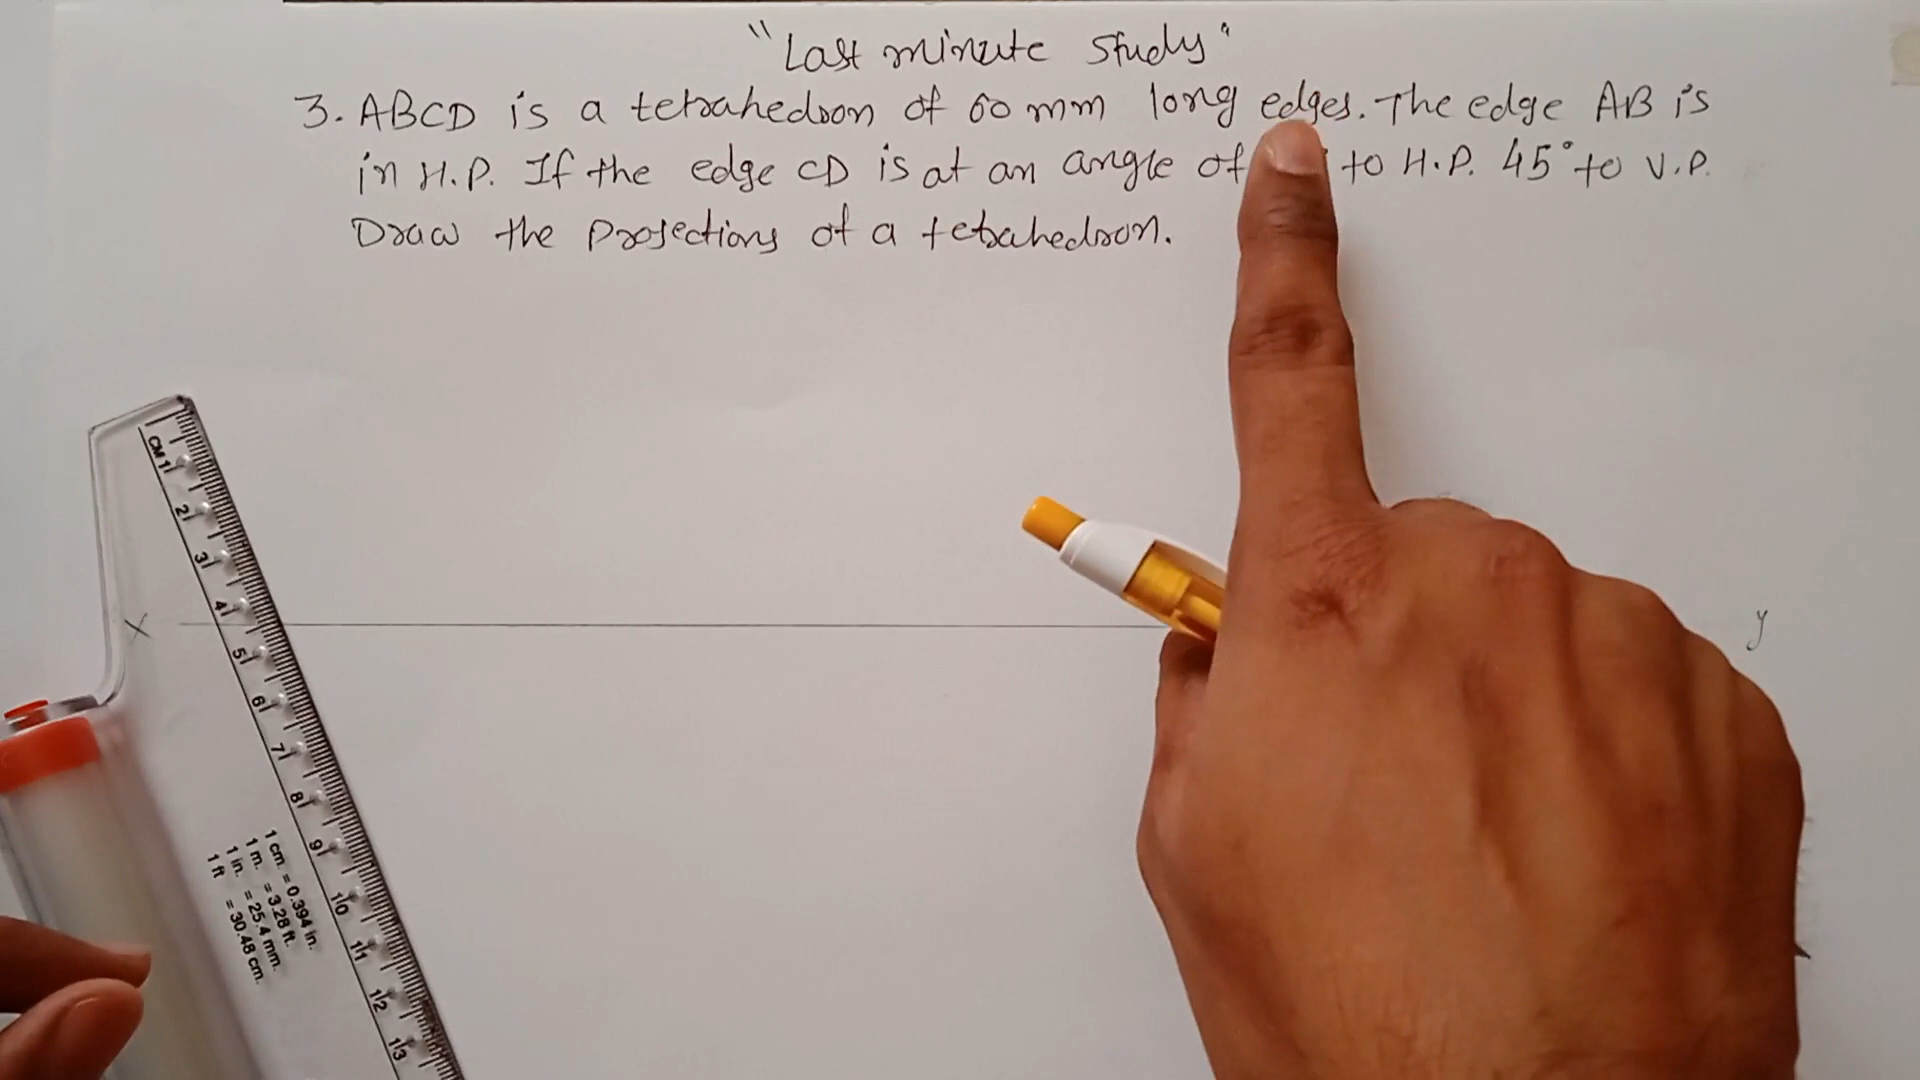 "Last minute study"
3. ABCD is a tetrahedron of 60 mm long edges. The edge AB is
in H.P. If the edge CD is at an angle of to H.P. 45° to V.P.
Draw the projections of a tetrahedron.
X
y
CM 1 2 3 4 5 6 7 8 9 10 11 12 13
1 cm. = 0.394 in.
1 m. = 3.28 ft.
1 in. = 25.4 mm.
1 ft = 30.48 cm.